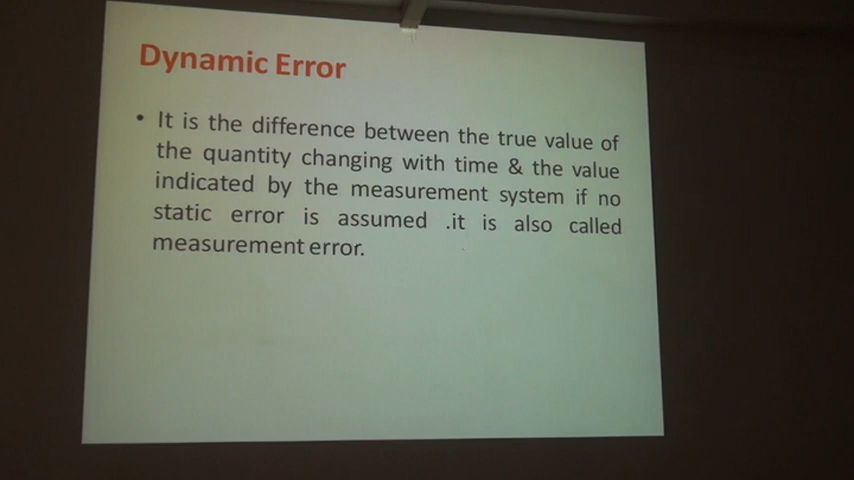 Dynamic Error
• It is the difference between the true value of
the quantity changing with time & the value
indicated by the measurement system if no
static error is assumed .it is also called
measurement error.